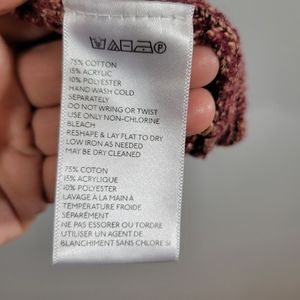 75% COTTON
15% ACRYLIC
10% POLYESTER
HAND WASH COLD
SEPARATELY
DO NOT WRING OR TWIST
USE ONLY NON-CHLORINE
BLEACH
RESHAPE & LAY FLAT TO DRY
LOW IRON AS NEEDED
MAY BE DRY CLEANED
75% COTON
15% ACRYLIQUE
10% POLYESTER
LAVAGE À LA MAIN À
TEMPÉRATURE FROIDE
SÉPARÉMENT
NE PAS ESSORER OU TORDRE
UTILISER UN AGENT DE
BLANCHIMENT SANS CHLORE SI